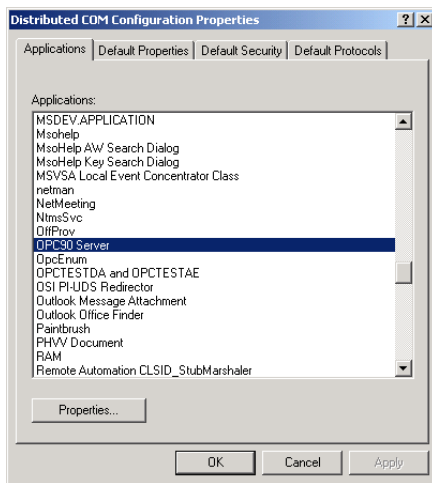 Distributed COM Configuration Properties
Applications Default Properties Default Security Default Protocols
Applications:
MSDEV.APPLICATION
Msohelp
MsoHelp AW Search Dialog
MsoHelp Key Search Dialog
MSVSA Local Event Concentrator Class
netman
NetMeeting
NtmsSvc
OffProv
OPC90 Server
OpcEnum
OPCTESTDA and OPCTESTAE
OSI PI-UDS Redirector
Outlook Message Attachment
Outlook Office Finder
Paintbrush
PHVV Document
RAM
Remote Automation CLSID_StubMarshaler
Properties...
OK Cancel Apply